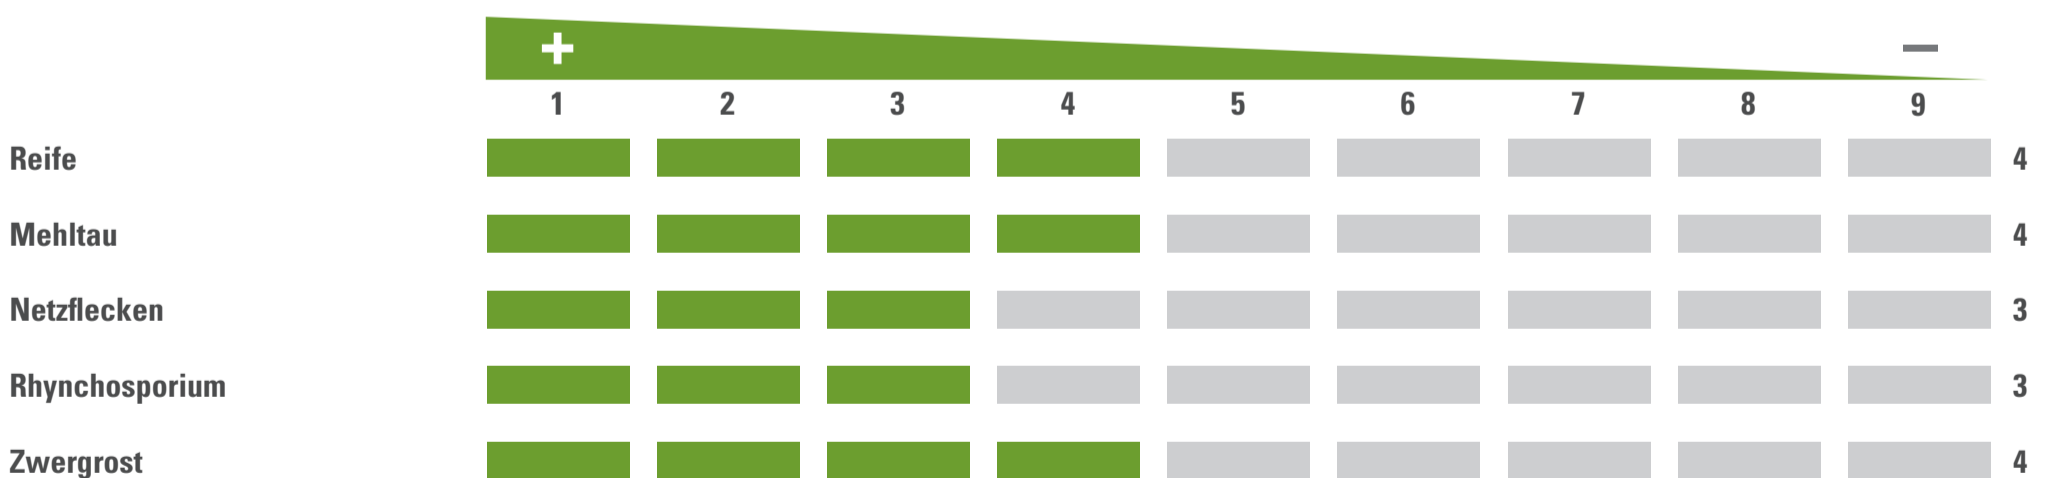 + −
1 2 3 4 5 6 7 8 9
Reife 4
Mehltau 4
Netzflecken 3
Rhynchosporium 3
Zwergrost 4